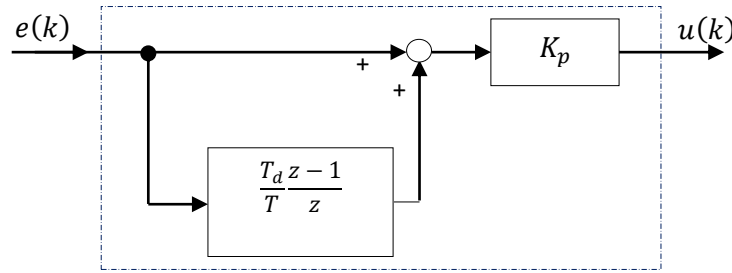 e(k)
K_p
u(k)
+
+
T_d/T z − 1/z